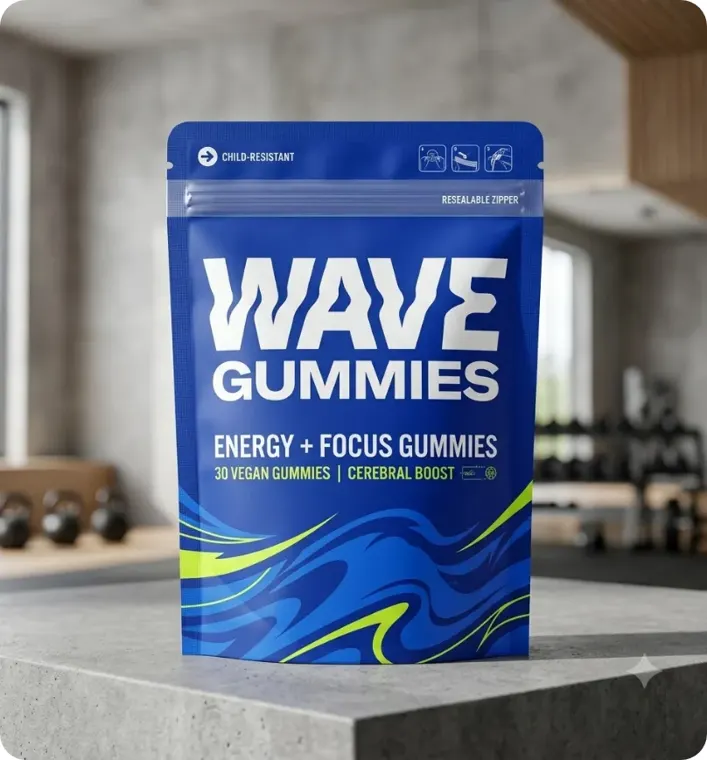 CHILD-RESISTANT
RESEALABLE ZIPPER
WAVE
GUMMIES
ENERGY + FOCUS GUMMIES
30 VEGAN GUMMIES | CEREBRAL BOOST